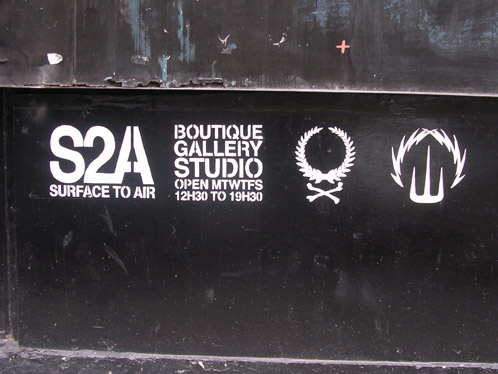 S2A
SURFACE TO AIR
BOUTIQUE
GALLERY
STUDIO
OPEN MTWTFS
12H30 TO 19H30